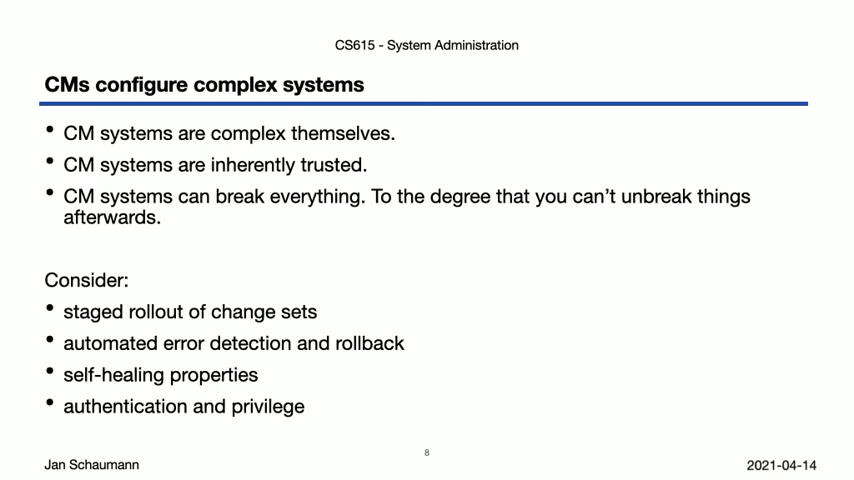 CS615 - System Administration
CMs configure complex systems
• CM systems are complex themselves.
• CM systems are inherently trusted.
• CM systems can break everything. To the degree that you can’t unbreak things
afterwards.
Consider:
• staged rollout of change sets
• automated error detection and rollback
• self-healing properties
• authentication and privilege
8
Jan Schaumann
2021-04-14